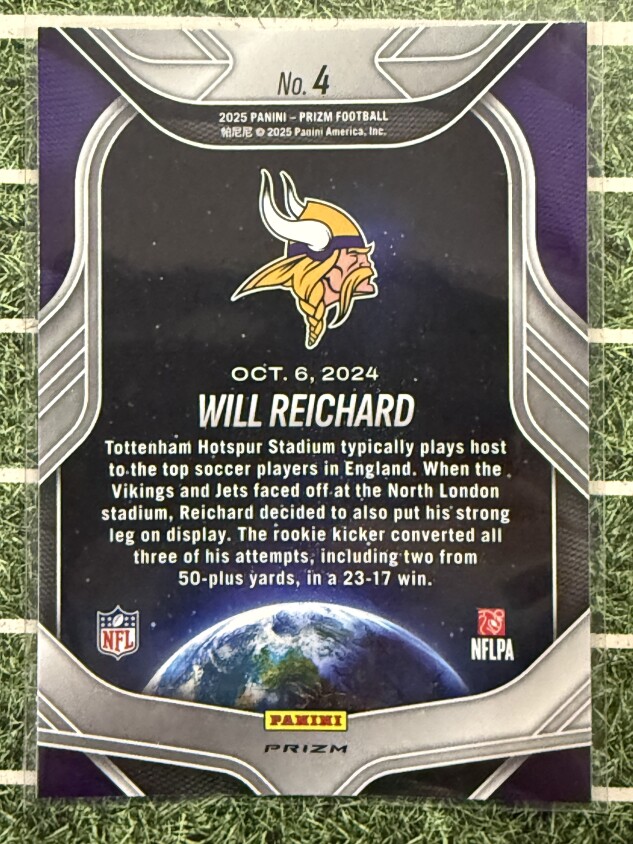 No. 4
2025 PANINI – PRIZM FOOTBALL
帕尼尼 © 2025 Panini America, Inc.
OCT. 6, 2024
WILL REICHARD
Tottenham Hotspur Stadium typically plays host
to the top soccer players in England. When the
Vikings and Jets faced off at the North London
stadium, Reichard decided to also put his strong
leg on display. The rookie kicker converted all
three of his attempts, including two from
50-plus yards, in a 23-17 win.
NFL
NFLPA
PANINI
PRIZM